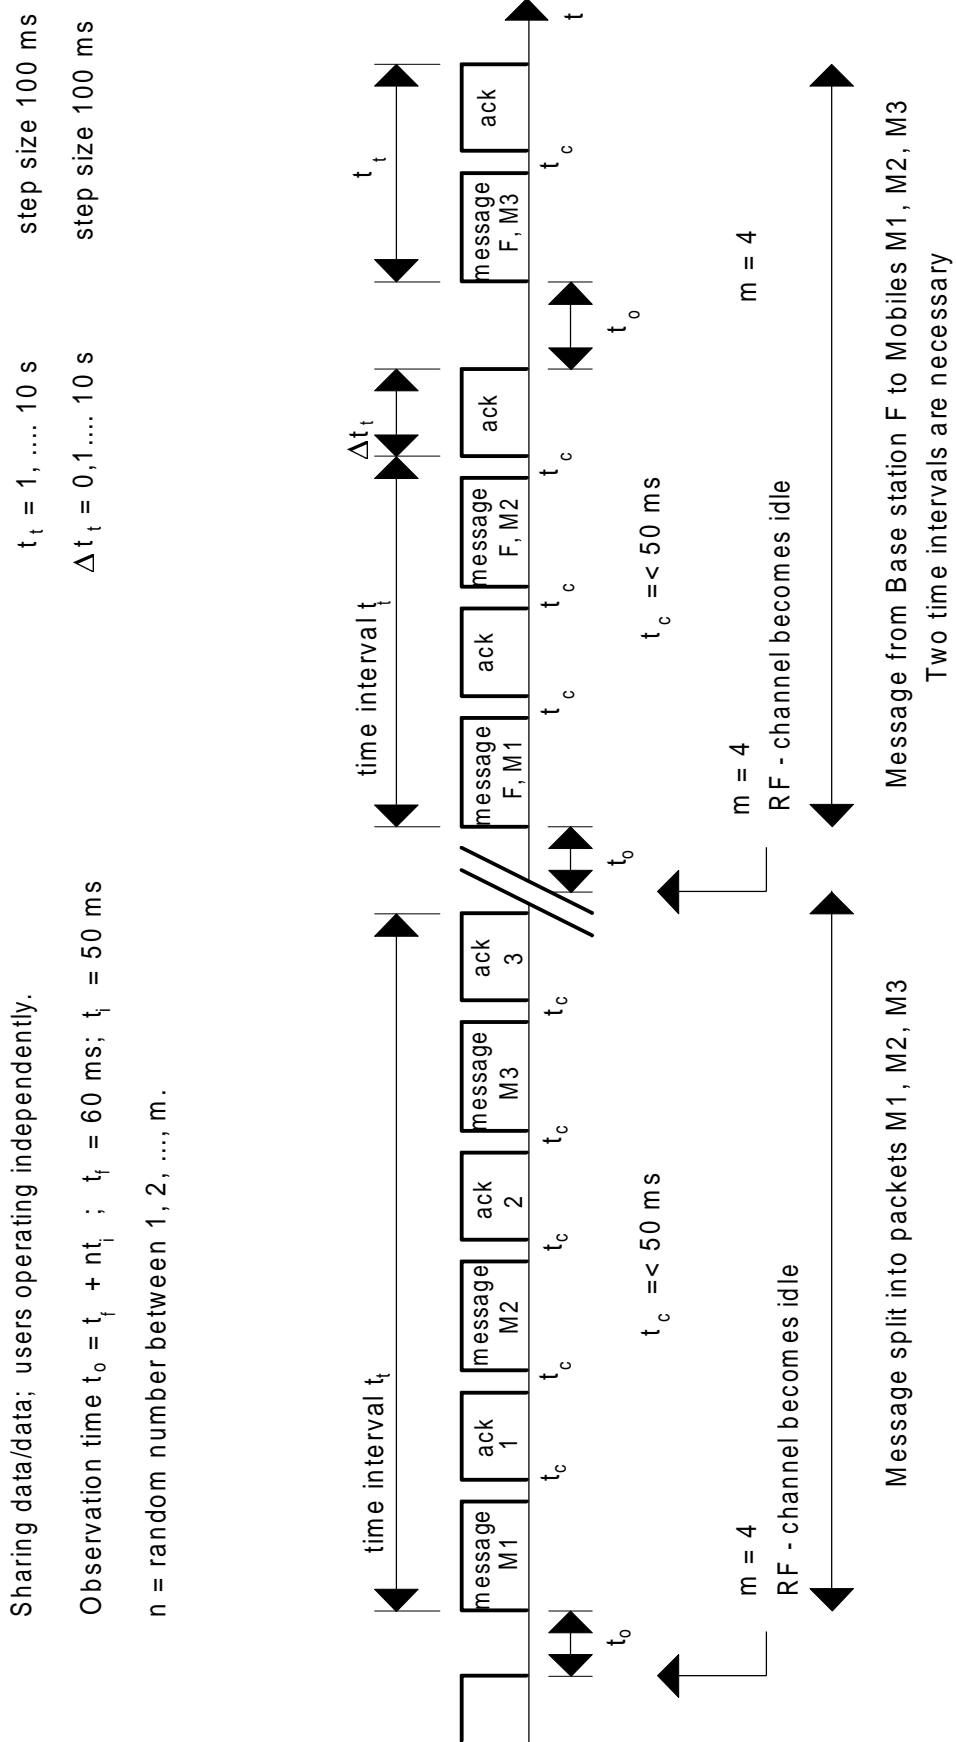 Sharing data/data; users operating independently.
Observation time t₀ = t_f + nt_i ; t_f = 60 ms; t_i = 50 ms
n = random number between 1, 2, ..., m.
t_t = 1, .... 10 s step size 100 ms
Δt_t = 0,1.... 10 s step size 100 ms
time interval t_t
time interval t_t
Δt_t
t_t
message
M1
ack
1
message
M2
ack
2
message
M3
ack
3
message
F, M1
ack
message
F, M2
ack
message
F, M3
ack
t
t_o
t_c
t_c
t_c
t_c
t_c
t_o
t_c
t_c
t_c
t_c
t_o
t_c
t_c =< 50 ms
t_c =< 50 ms
m = 4
RF - channel becomes idle
m = 4
RF - channel becomes idle
m = 4
Message split into packets M1, M2, M3
Message from Base station F to Mobiles M1, M2, M3
Two time intervals are necessary